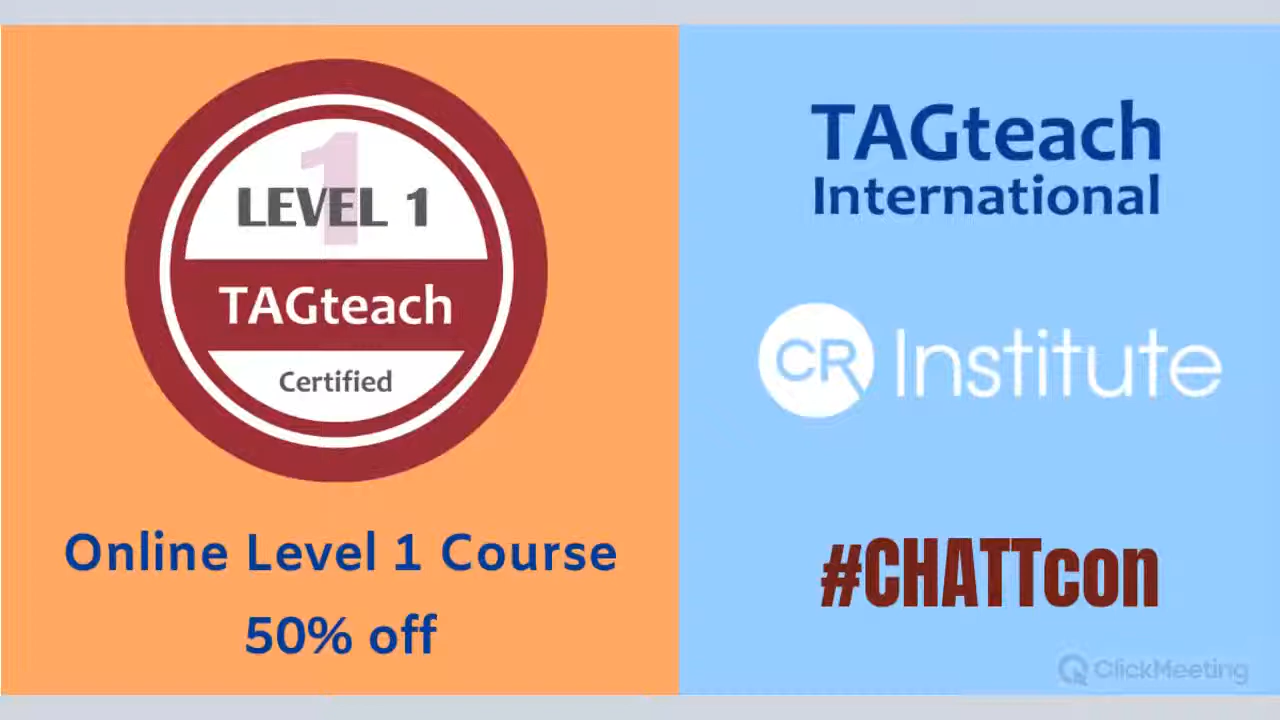 1
LEVEL 1
TAGteach
Certified
Online Level 1 Course
50% off
TAGteach
International
CR Institute
#CHATTcon
ClickMeeting